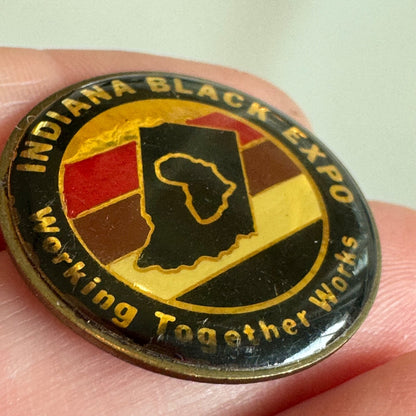 INDIANA BLACK EXPO
Working Together Works